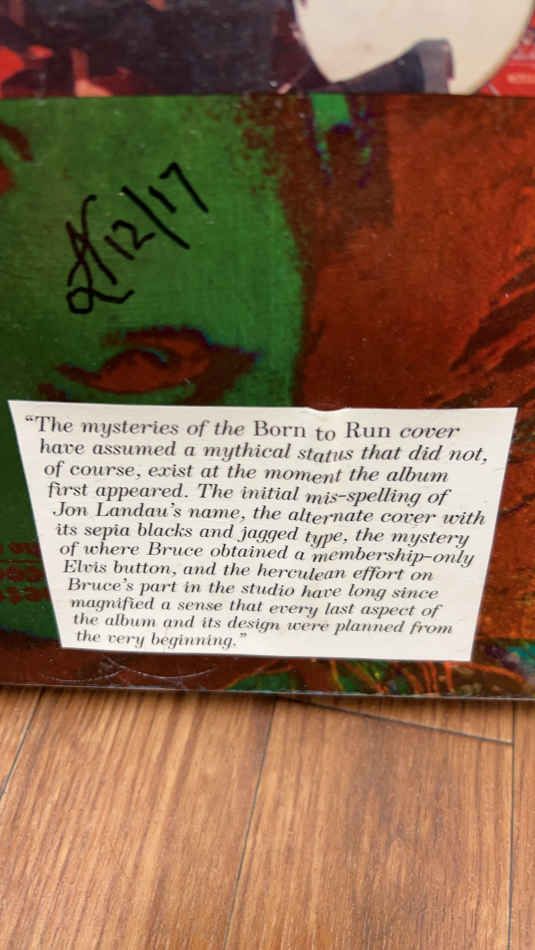 12/17
“The mysteries of the Born to Run cover
have assumed a mythical status that did not,
of course, exist at the moment the album
first appeared. The initial mis-spelling of
Jon Landau’s name, the alternate cover with
its sepia blacks and jagged type, the mystery
of where Bruce obtained a membership-only
Elvis button, and the herculean effort on
Bruce’s part in the studio have long since
magnified a sense that every last aspect of
the album and its design were planned from
the very beginning.”